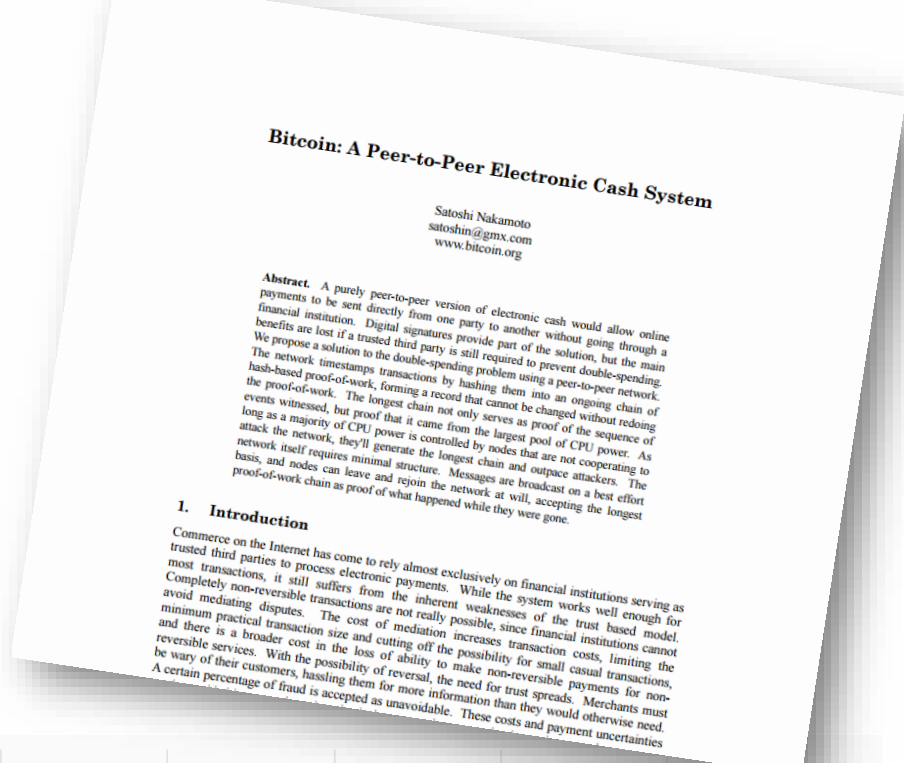 Bitcoin: A Peer-to-Peer Electronic Cash System
Satoshi Nakamoto
satoshin@gmx.com
www.bitcoin.org
Abstract. A purely peer-to-peer version of electronic cash would allow online
payments to be sent directly from one party to another without going through a
financial institution. Digital signatures provide part of the solution, but the main
benefits are lost if a trusted third party is still required to prevent double-spending.
We propose a solution to the double-spending problem using a peer-to-peer network.
The network timestamps transactions by hashing them into an ongoing chain of
hash-based proof-of-work, forming a record that cannot be changed without redoing
the proof-of-work. The longest chain not only serves as proof of the sequence of
events witnessed, but proof that it came from the largest pool of CPU power. As
long as a majority of CPU power is controlled by nodes that are not cooperating to
attack the network, they'll generate the longest chain and outpace attackers. The
network itself requires minimal structure. Messages are broadcast on a best effort
basis, and nodes can leave and rejoin the network at will, accepting the longest
proof-of-work chain as proof of what happened while they were gone.
1. Introduction
Commerce on the Internet has come to rely almost exclusively on financial institutions serving as
trusted third parties to process electronic payments. While the system works well enough for
most transactions, it still suffers from the inherent weaknesses of the trust based model.
Completely non-reversible transactions are not really possible, since financial institutions cannot
avoid mediating disputes. The cost of mediation increases transaction costs, limiting the
minimum practical transaction size and cutting off the possibility for small casual transactions,
and there is a broader cost in the loss of ability to make non-reversible payments for non-
reversible services. With the possibility of reversal, the need for trust spreads. Merchants must
be wary of their customers, hassling them for more information than they would otherwise need.
A certain percentage of fraud is accepted as unavoidable. These costs and payment uncertainties